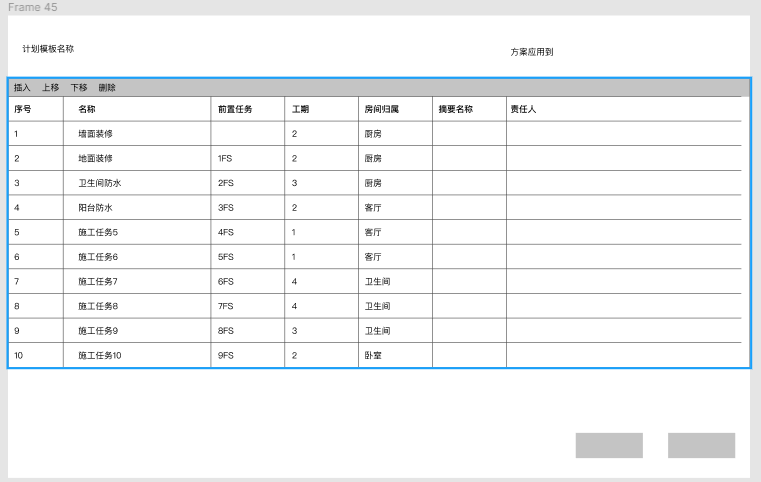 Frame 45
计划模板名称
方案应用到
插入 上移 下移 删除
序号 名称 前置任务 工期 房间归属 摘要名称 责任人
1 墙面装修 2 厨房
2 地面装修 1FS 2 厨房
3 卫生间防水 2FS 3 厨房
4 阳台防水 3FS 2 客厅
5 施工任务5 4FS 1 客厅
6 施工任务6 5FS 1 客厅
7 施工任务7 6FS 4 卫生间
8 施工任务8 7FS 4 卫生间
9 施工任务9 8FS 3 卫生间
10 施工任务10 9FS 2 卧室